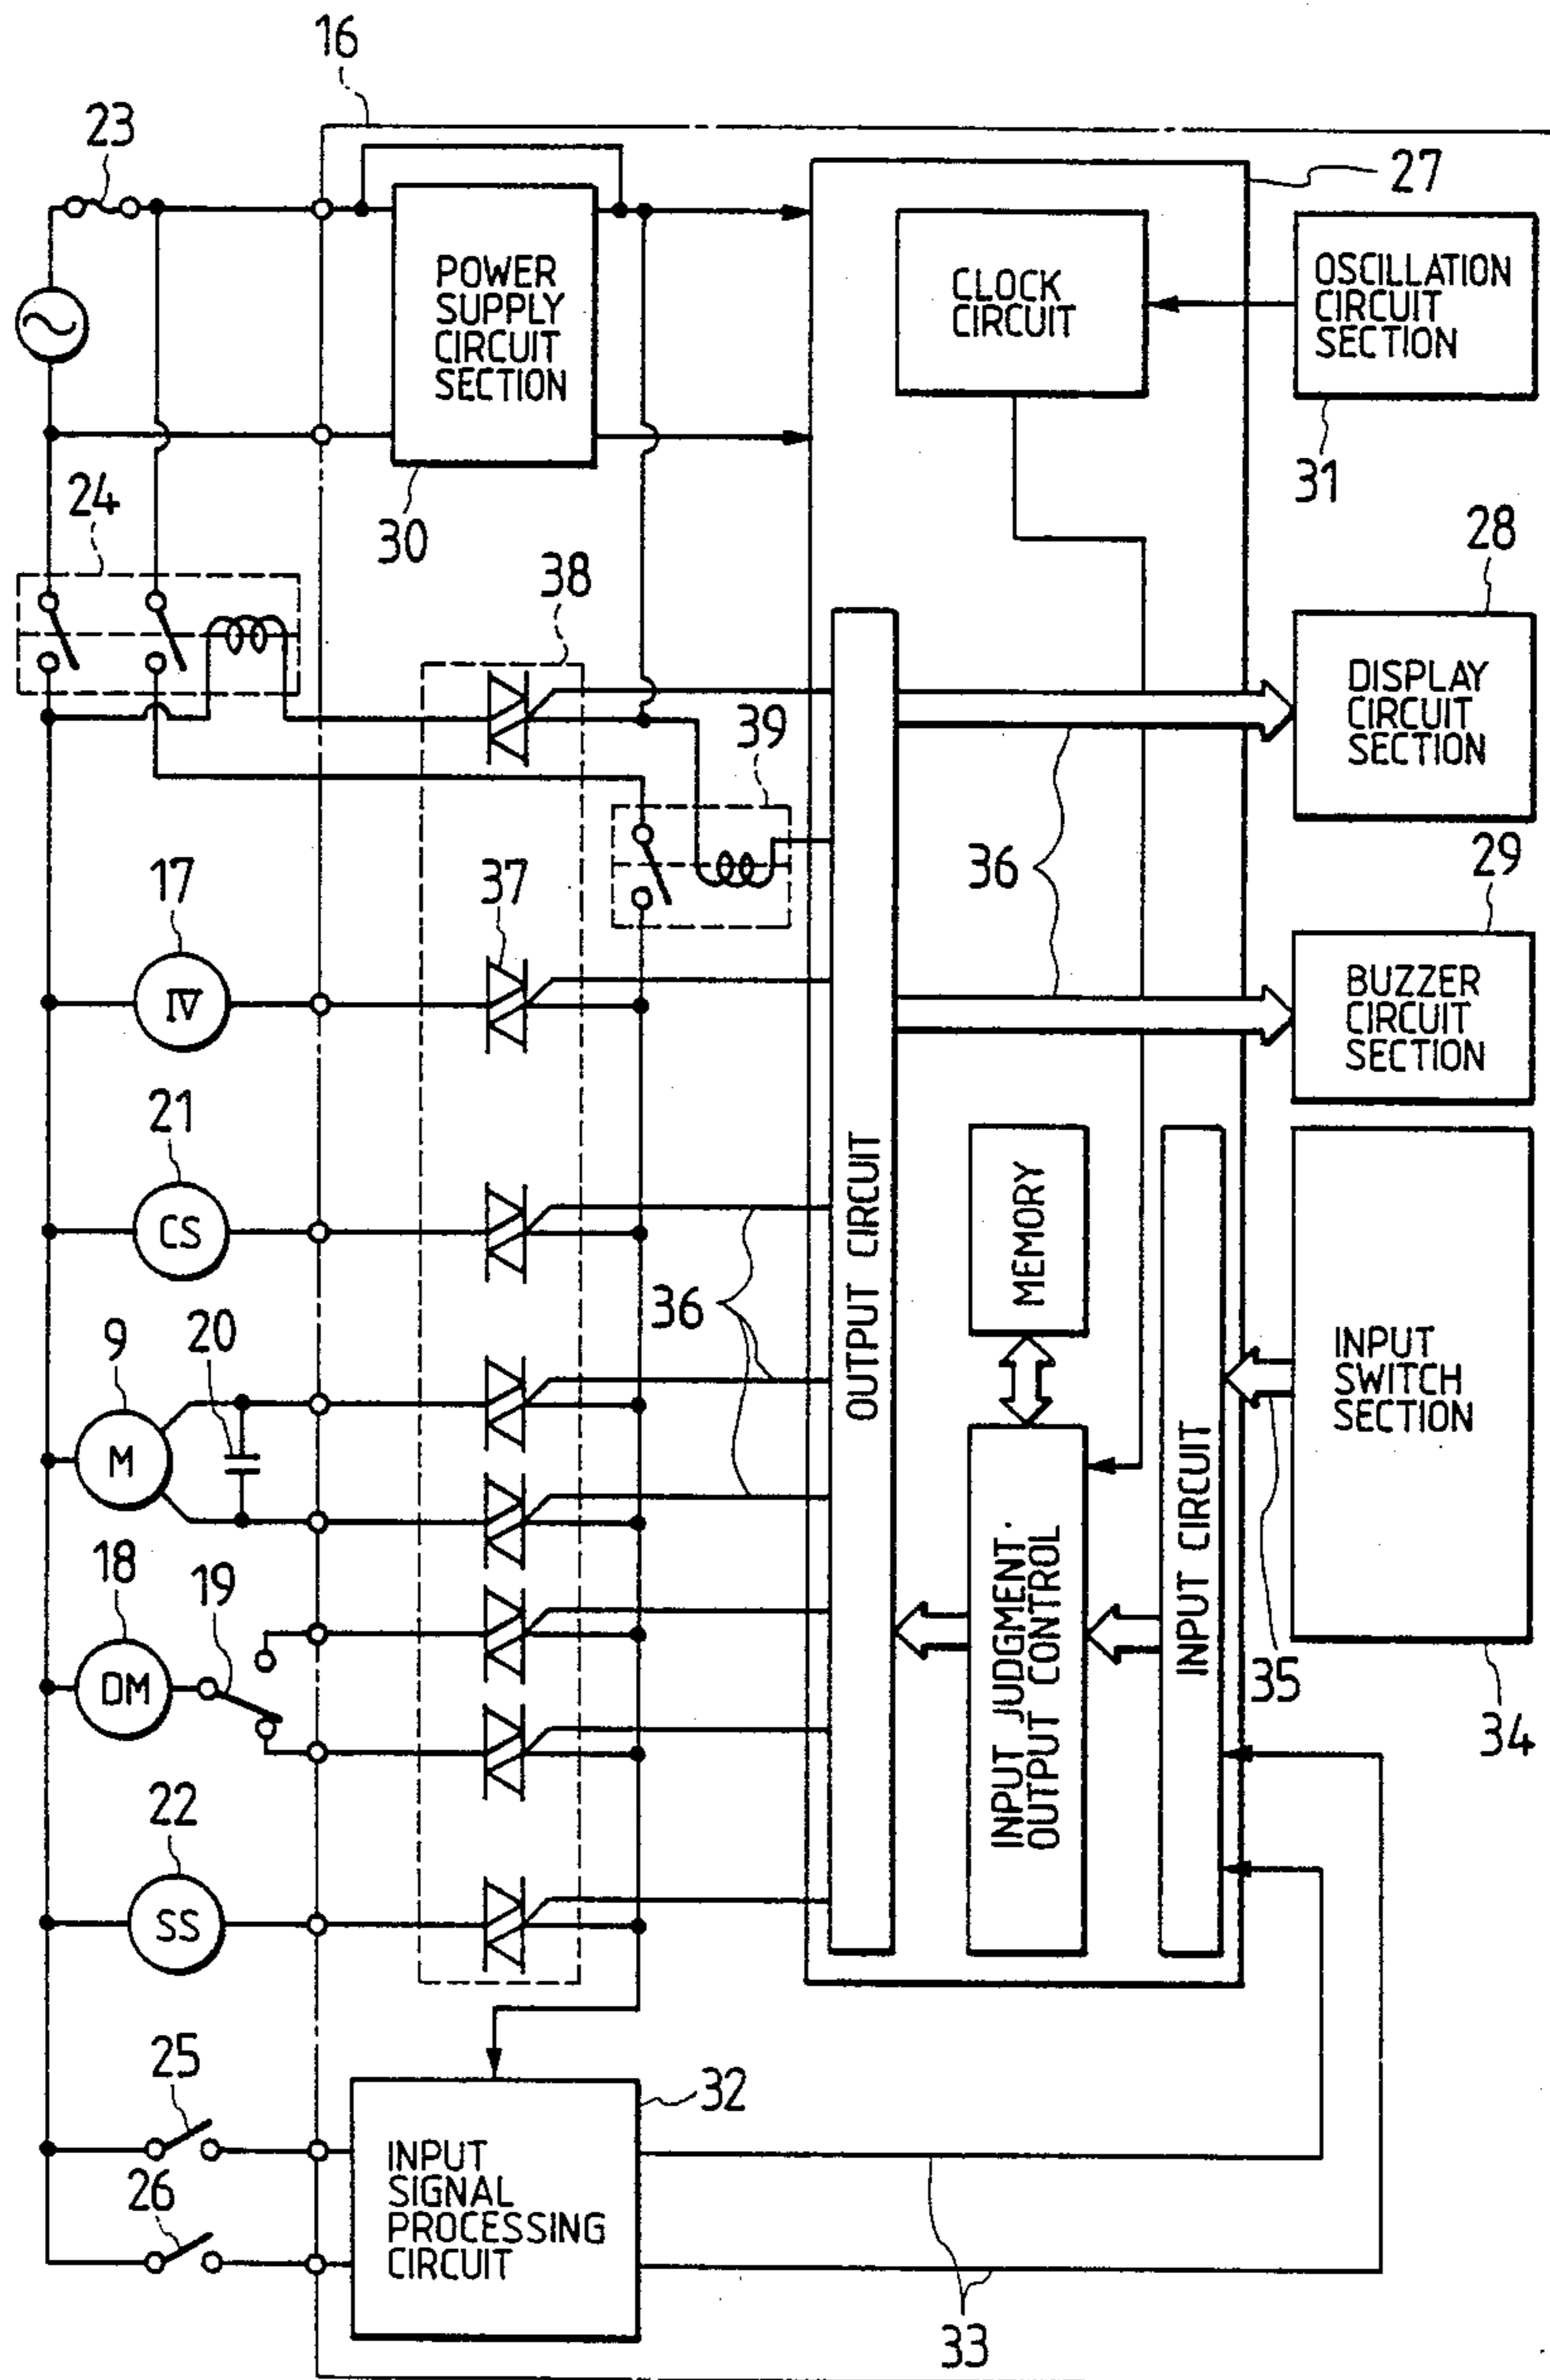 16
23
27
POWER
SUPPLY
CIRCUIT
SECTION
CLOCK
CIRCUIT
OSCILLATION
CIRCUIT
SECTION
30
31
24
38
28
DISPLAY
CIRCUIT
SECTION
39
17
IV
37
36
29
BUZZER
CIRCUIT
SECTION
21
CS
36
OUTPUT CIRCUIT
MEMORY
9
20
M
INPUT
SWITCH
SECTION
INPUT JUDGMENT·
OUTPUT CONTROL
INPUT CIRCUIT
35
18
19
DM
34
22
SS
25
32
26
INPUT
SIGNAL
PROCESSING
CIRCUIT
33